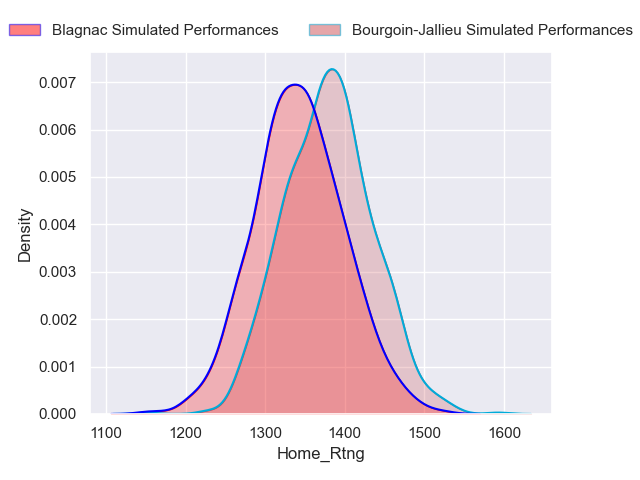 Blagnac Simulated Performances
Bourgoin-Jallieu Simulated Performances
0.007
0.006
0.005
0.004
0.003
0.002
0.001
0.000
Density
1100 1200 1300 1400 1500 1600
Home_Rtng